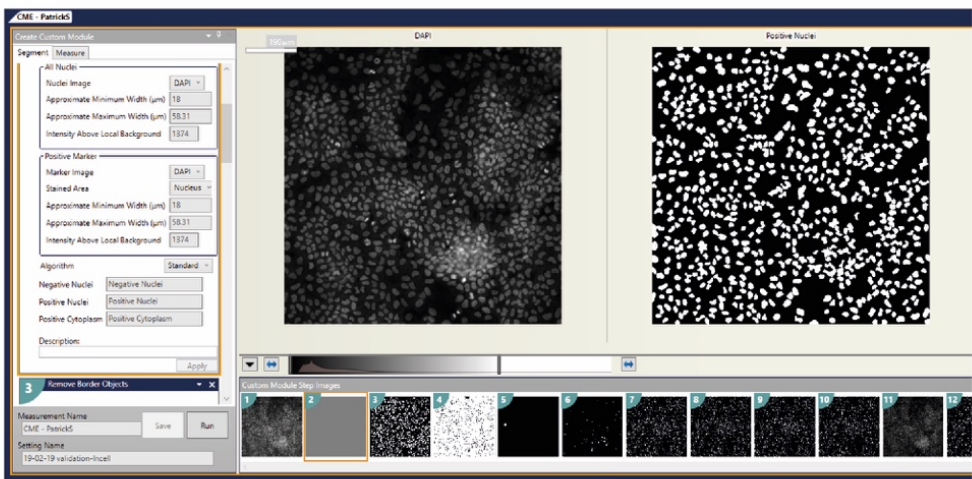 CME - PatrickS
Create Custom Module
Segment Measure
All Nuclei
Nuclei Image DAPI
Approximate Minimum Width (µm) 18
Approximate Maximum Width (µm) 58.31
Intensity Above Local Background 1374
Positive Marker
Marker Image DAPI
Stained Area Nucleus
Approximate Minimum Width (µm) 18
Approximate Maximum Width (µm) 58.31
Intensity Above Local Background 1374
Algorithm Standard
Negative Nuclei Negative Nuclei
Positive Nuclei Positive Nuclei
Positive Cytoplasm Positive Cytoplasm
Description:
Apply
3 Remove Border Objects
Measurement Name
CME - PatrickS Save Run
Setting Name
19-02-19 validation-Incell
DAPI
190µm
Positive Nuclei
Custom Module Step Images
1 2 3 4 5 6 7 8 9 10 11 12